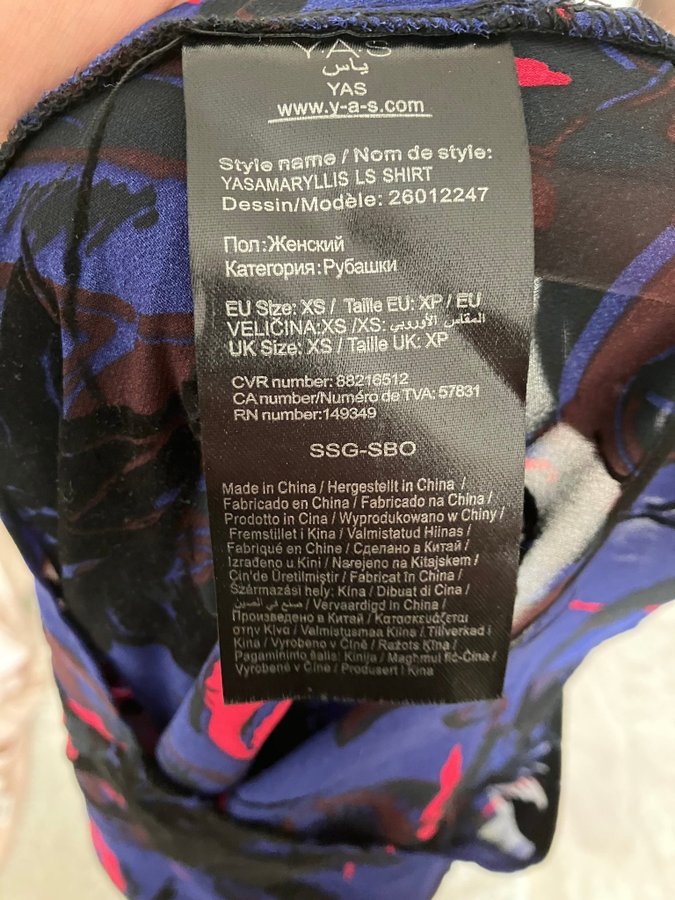 Y.A.S
ياس
YAS
www.y-a-s.com
Style name / Nom de style:
YASAMARYLLIS LS SHIRT
Dessin/Modèle: 26012247
Пол:Женский
Категория:Рубашки
EU Size: XS / Taille EU: XP / EU
VELIČINA:XS /XS: المقاس الأوروبي
UK Size: XS / Taille UK: XP
CVR number: 88216512
CA number/Numéro de TVA: 57831
RN number:149349
SSG-SBO
Made in China / Hergestellt in China /
Fabricado en China / Fabricado na China /
Prodotto in Cina / Wyprodukowano w Chiny /
Fremstillet i Kina / Valmistatud Hiinas /
Fabriqué en Chine / Сделано в Китай /
Izrađeno u Kini / Narejeno na Kitajskem /
Çin'de Üretilmiştir / Fabricat în China /
Származási hely: Kína / Dibuat di Cina /
صنع في الصين / Vervaardigd in China /
Произведено в Китай / Κατασκευάζεται
στην Κίνα / Valmistusmaa Kiina / Tillverkad i
Kina / Vyrobeno v Číně / Ražots Ķīna /
Pagaminimo šalis: Kinija / Maghmul fiċ-Ċina /
Vyrobené v Číne / Produsert i Kina